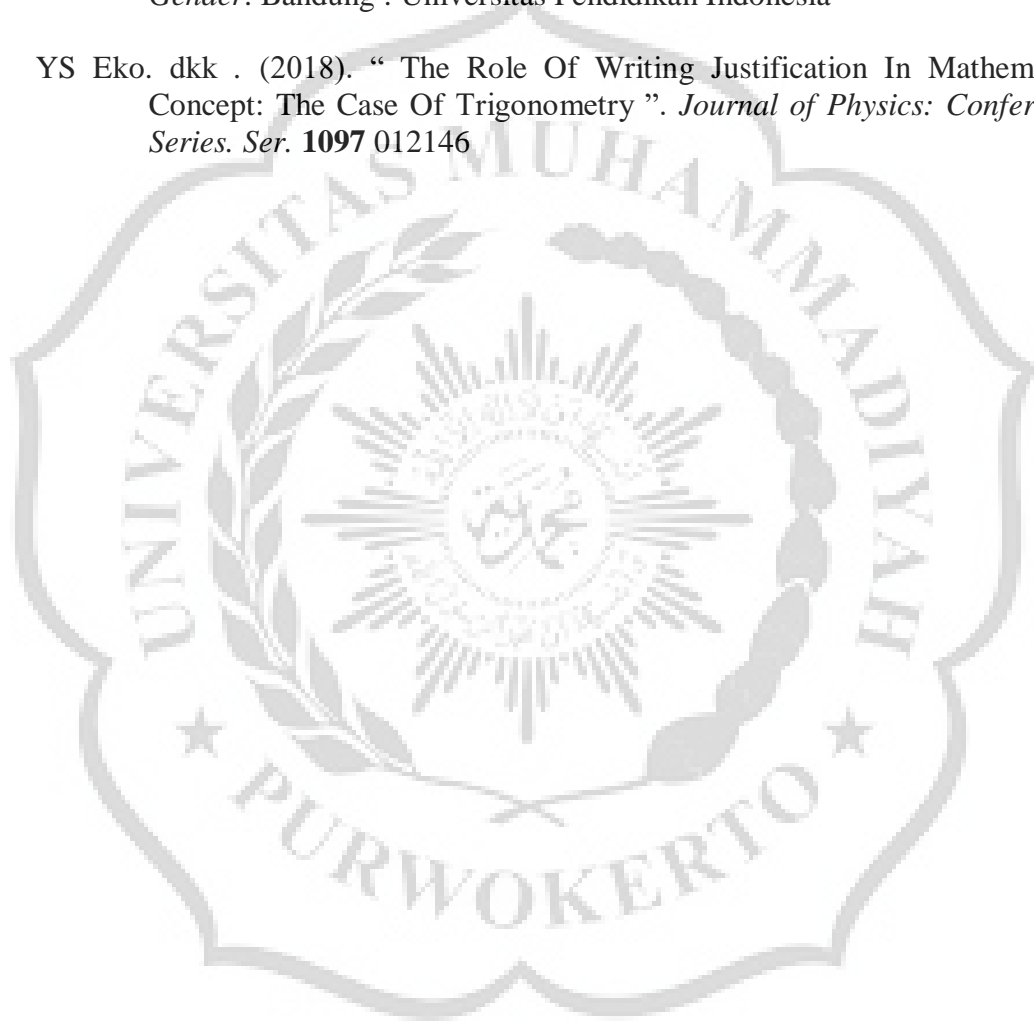 Gender. Bandung : Universitas Pendidikan Indonesia
YS Eko. dkk . (2018). “ The Role Of Writing Justification In Mathem
Concept: The Case Of Trigonometry ”. Journal of Physics: Confer
Series. Ser. 1097 012146
UNIVERSITAS MUHAMMADIYAH
PURWOKERTO